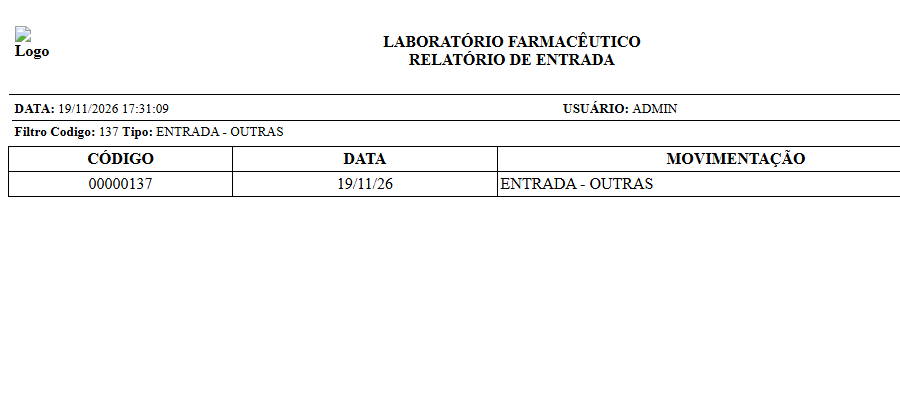 Logo
LABORATÓRIO FARMACÊUTICO
RELATÓRIO DE ENTRADA
DATA: 19/11/2026 17:31:09 USUÁRIO: ADMIN
Filtro Codigo: 137 Tipo: ENTRADA - OUTRAS
CÓDIGO DATA MOVIMENTAÇÃO
00000137 19/11/26 ENTRADA - OUTRAS